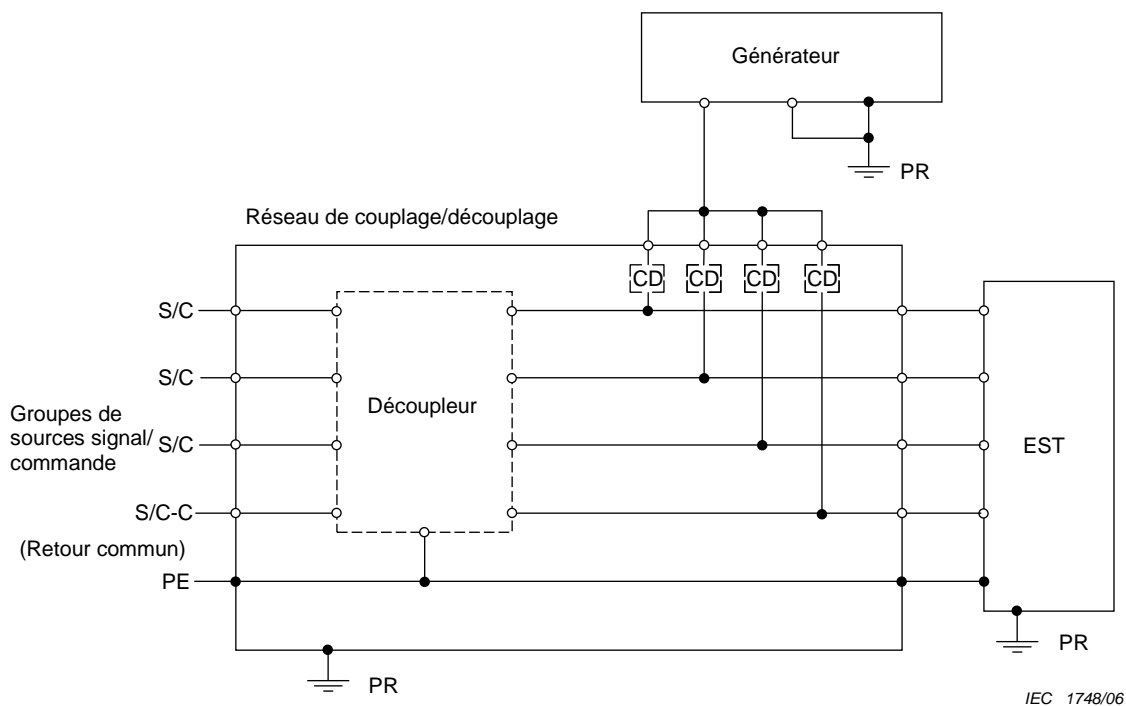 Générateur
PR
Réseau de couplage/découplage
CD CD CD CD
S/C
S/C
Découpleur
Groupes de
sources signal/
commande
S/C
EST
S/C-C
(Retour commun)
PE
PR
PR
IEC 1748/06